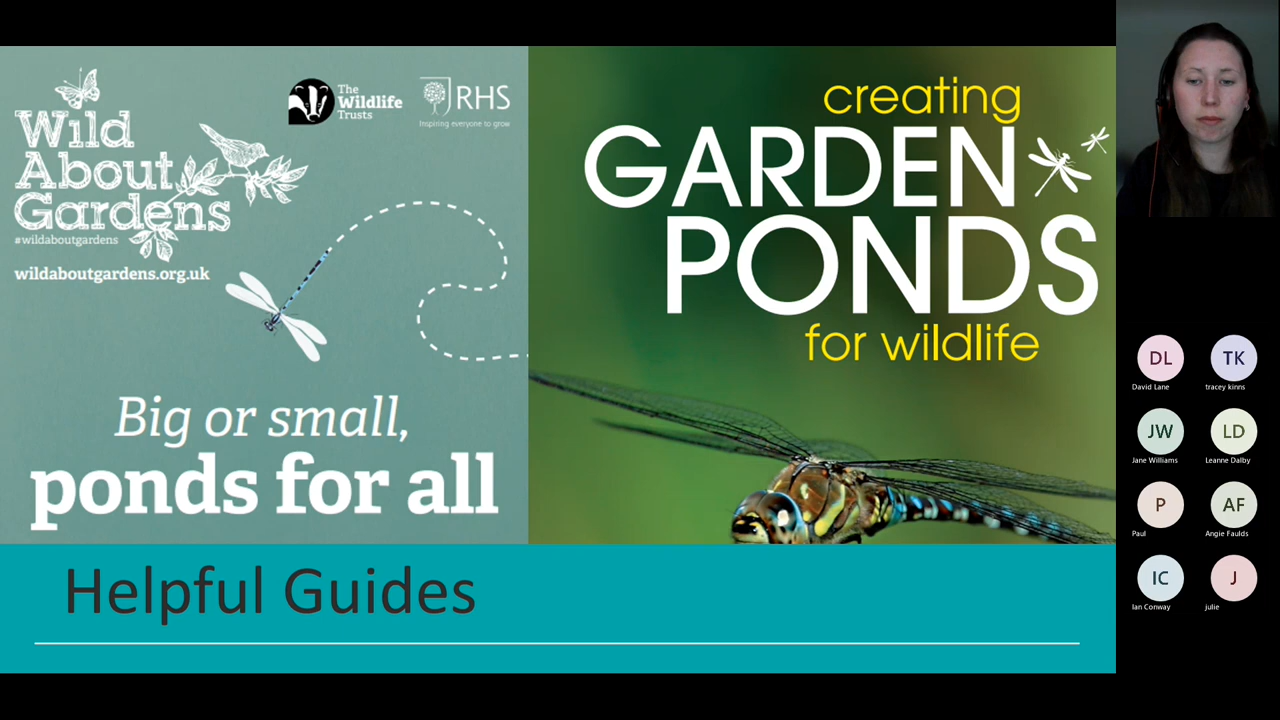 Wild
About
Gardens
#wildaboutgardens
wildaboutgardens.org.uk
The
Wildlife
Trusts
RHS
Inspiring everyone to grow
Big or small,
ponds for all
creating
GARDEN
PONDS
for wildlife
Helpful Guides
DL
David Lane
TK
tracey kinns
JW
Jane Williams
LD
Leanne Dalby
P
Paul
AF
Angie Faulds
IC
Ian Conway
J
julie